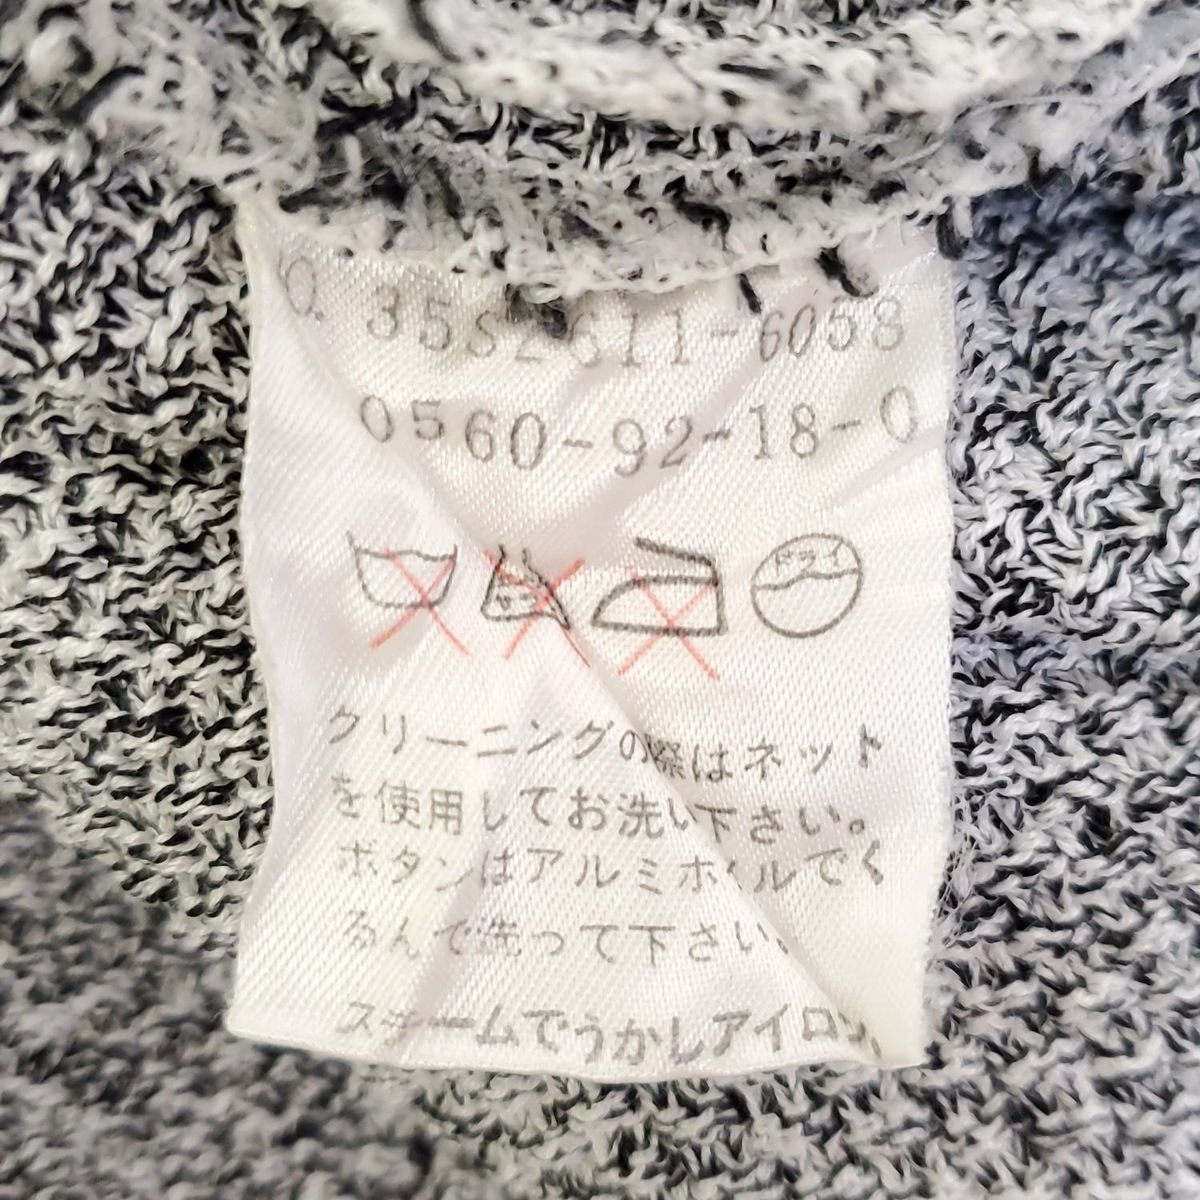 Q. 35S2611-6058
0560-92-18-0
ドライ
クリーニングの際はネット
を使用してお洗い下さい。
ボタンはアルミホイルでく
るんで洗って下さい。
スチームでうかしアイロン